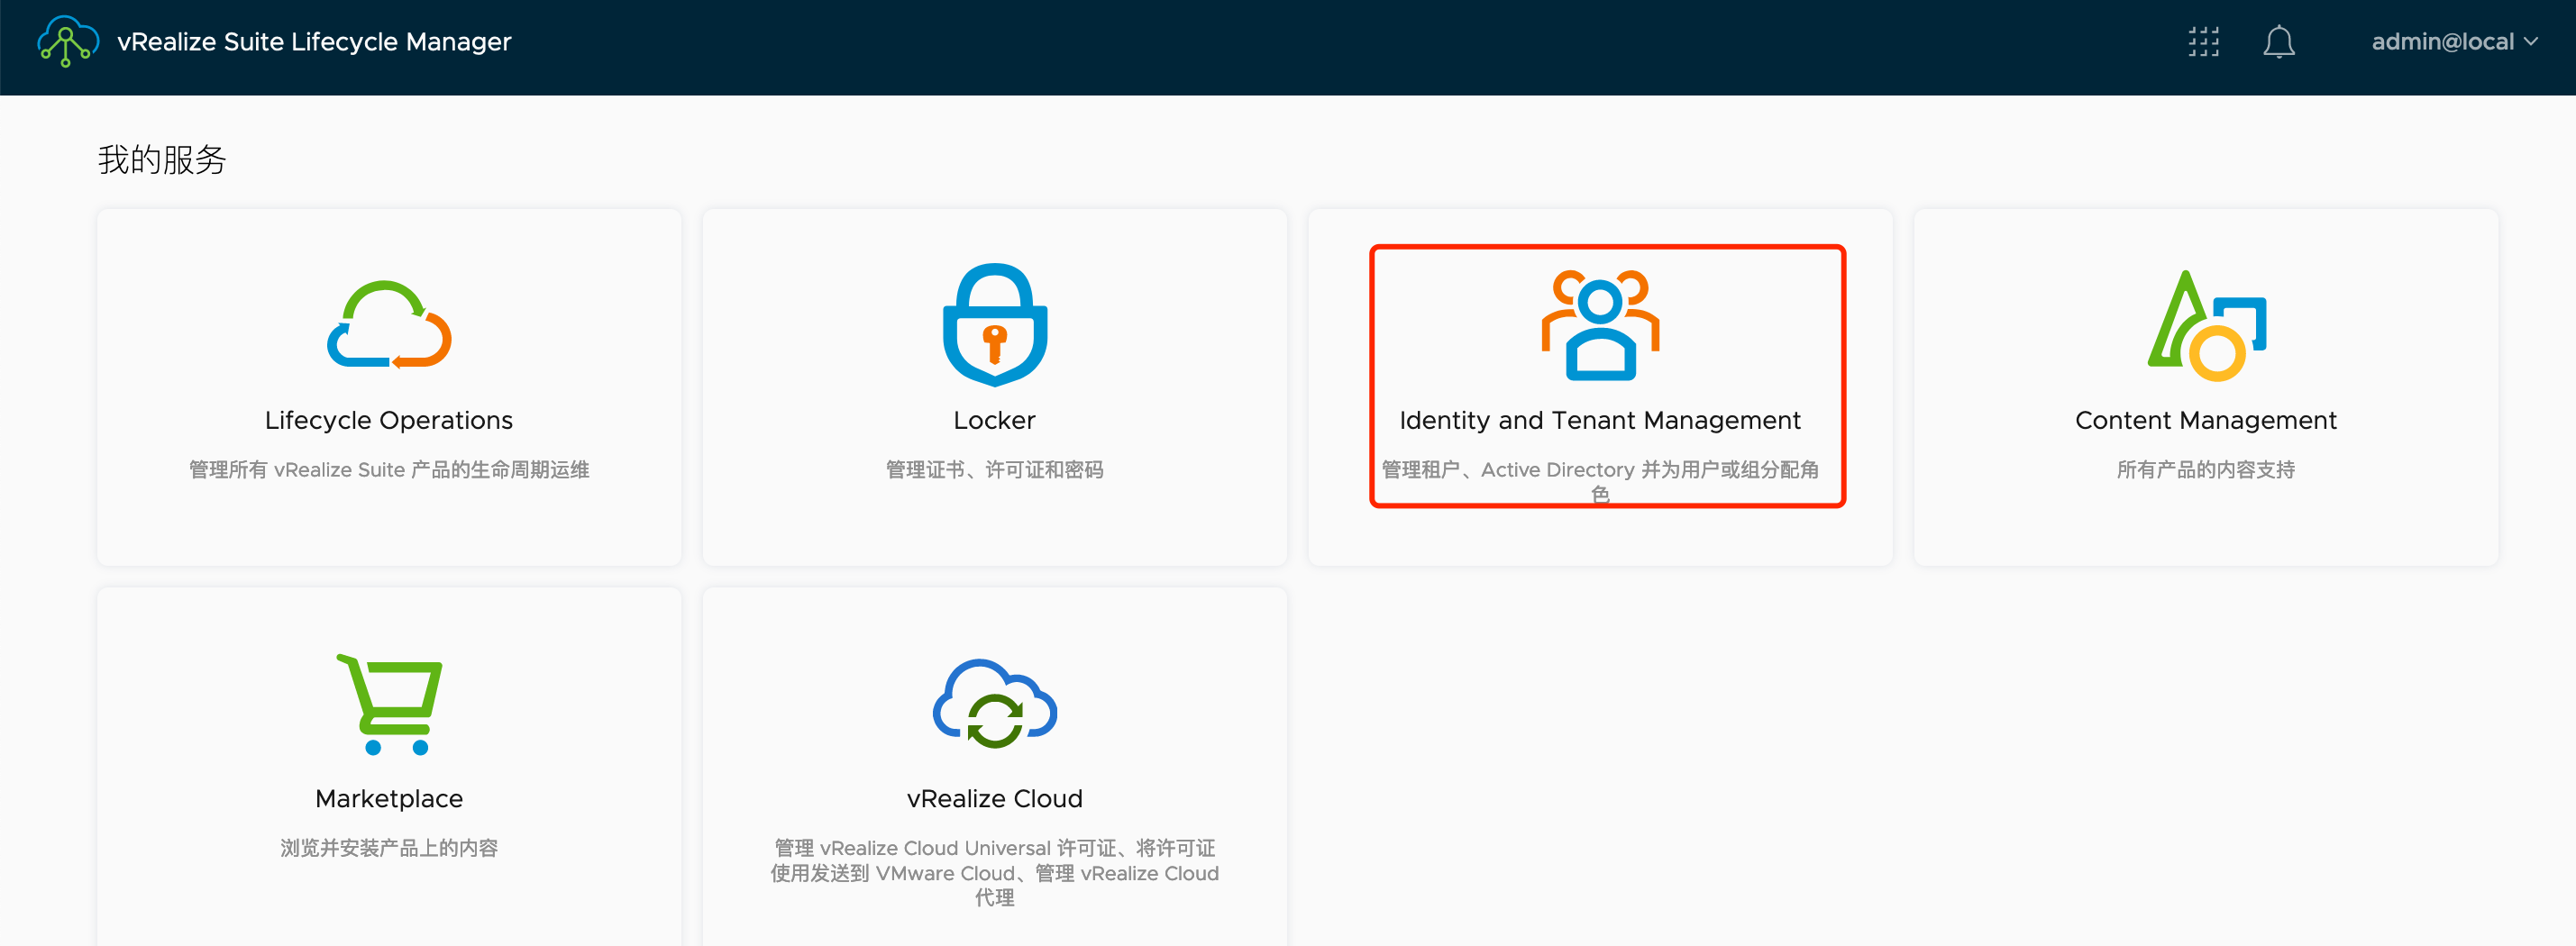 vRealize Suite Lifecycle Manager
admin@local
我的服务
Lifecycle Operations
管理所有 vRealize Suite 产品的生命周期运维
Locker
管理证书、许可证和密码
Identity and Tenant Management
管理租户、Active Directory 并为用户或组分配角
色
Content Management
所有产品的内容支持
Marketplace
浏览并安装产品上的内容
vRealize Cloud
管理 vRealize Cloud Universal 许可证、将许可证
使用发送到 VMware Cloud、管理 vRealize Cloud
代理